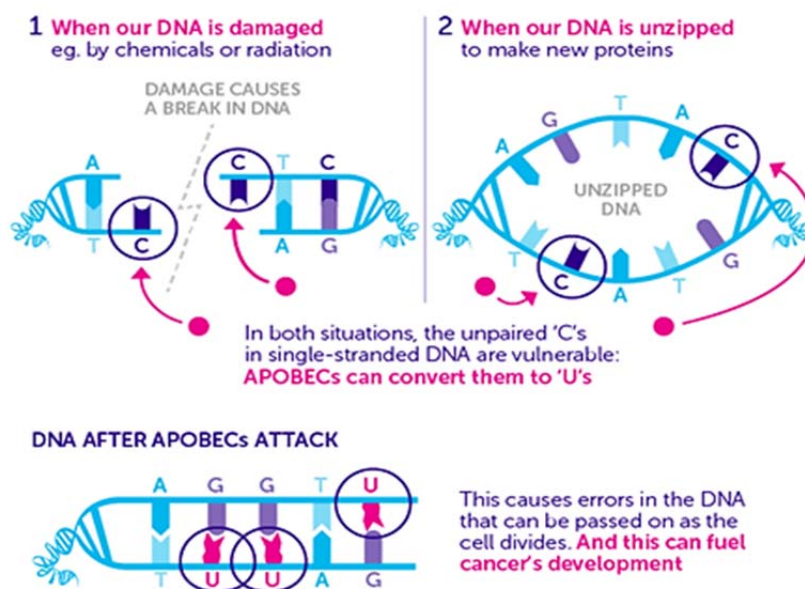 1 When our DNA is damaged
eg. by chemicals or radiation
DAMAGE CAUSES
A BREAK IN DNA
A
C T C
T C
A G
2 When our DNA is unzipped
to make new proteins
A G T A C
UNZIPPED
DNA
T C A T G
In both situations, the unpaired 'C's
in single-stranded DNA are vulnerable:
APOBECs can convert them to 'U's
DNA AFTER APOBECs ATTACK
A G G T U
T U U A G
This causes errors in the DNA
that can be passed on as the
cell divides. And this can fuel
cancer's development